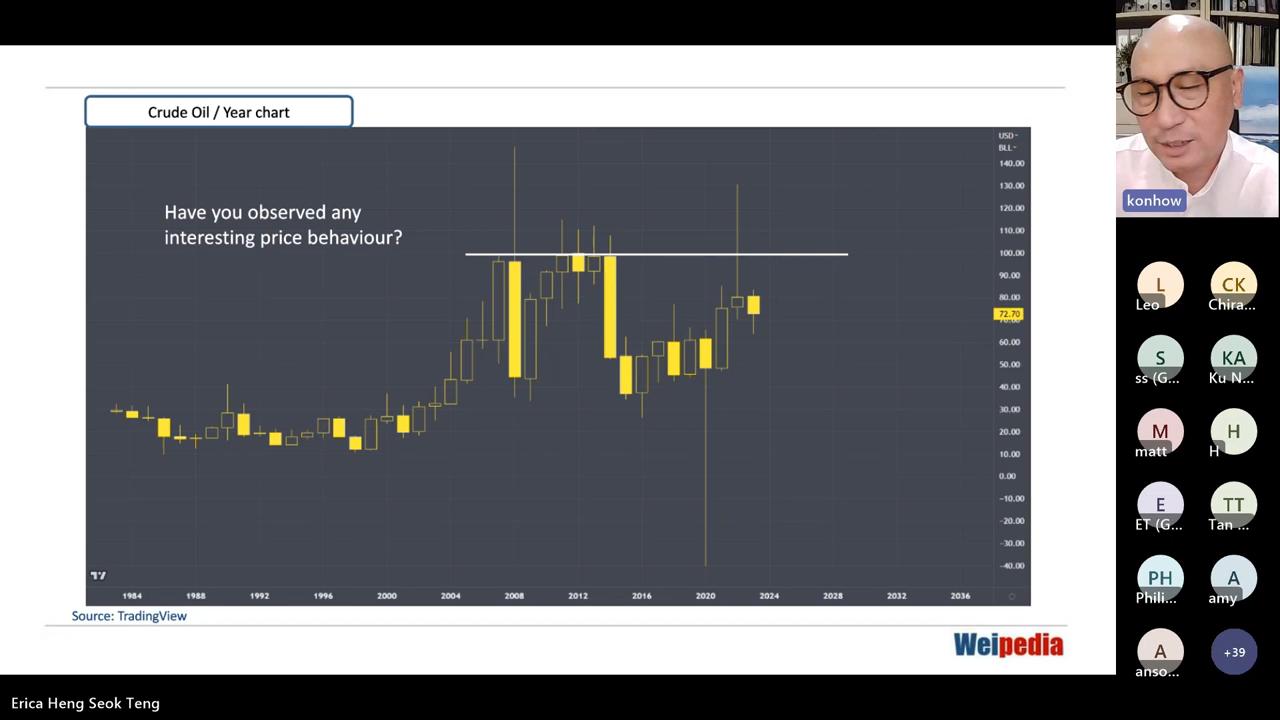 Crude Oil / Year chart
Have you observed any
interesting price behaviour?
USD
BLL
140.00
130.00
120.00
110.00
100.00
90.00
80.00
72.70
60.00
50.00
40.00
30.00
20.00
10.00
0.00
−10.00
−20.00
−30.00
−40.00
1984
1988
1992
1996
2000
2004
2008
2012
2016
2020
2024
2028
2032
2036
Source: TradingView
Weipedia
Erica Heng Seok Teng
konhow
L
CK
Leo
Chira...
S
KA
ss (G...
Ku N...
M
H
matt
H
E
TT
ET (G...
Tan ...
PH
A
Phili...
amy
A
+39
anso...